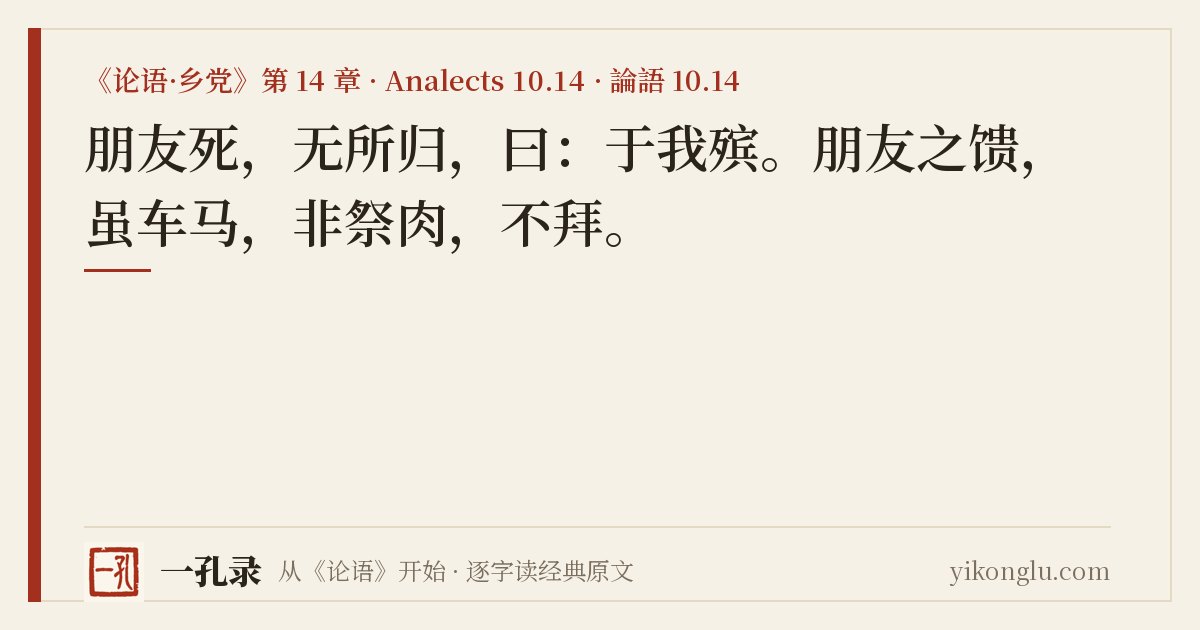 《论语·乡党》第 14 章 · Analects 10.14 · 論語 10.14
朋友死，无所归，曰：于我殡。朋友之馈，
虽车马，非祭肉，不拜。
一孔
一孔录 从《论语》开始 · 逐字读经典原文 yikonglu.com